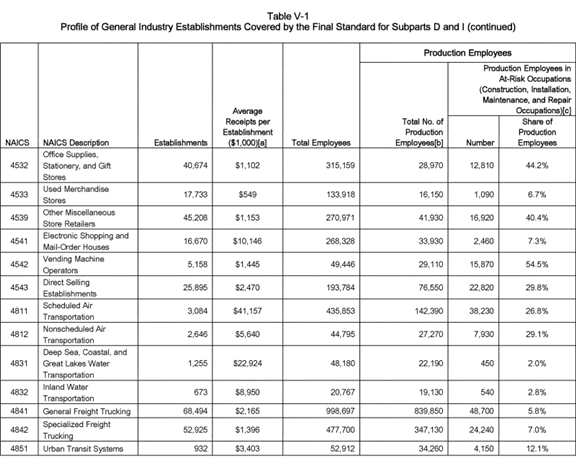 Table V-1
Profile of General Industry Establishments Covered by the Final Standard for Subparts D and I (continued)
Production Employees
Production Employees in
At-Risk Occupations
(Construction, Installation,
Maintenance, and Repair
Occupations)[c]
NAICS NAICS Description Establishments Average Receipts per Establishment ($1,000)[a] Total Employees Total No. of Production Employees[b] Number Share of Production Employees
4532 Office Supplies, Stationery, and Gift Stores 40,674 $1,102 315,159 28,970 12,810 44.2%
4533 Used Merchandise Stores 17,733 $549 133,918 16,150 1,090 6.7%
4539 Other Miscellaneous Store Retailers 45,208 $1,153 270,971 41,930 16,920 40.4%
4541 Electronic Shopping and Mail-Order Houses 16,670 $10,146 268,328 33,930 2,460 7.3%
4542 Vending Machine Operators 5,158 $1,445 49,446 29,110 15,870 54.5%
4543 Direct Selling Establishments 25,895 $2,470 193,784 76,550 22,820 29.8%
4811 Scheduled Air Transportation 3,084 $41,157 435,853 142,390 38,230 26.8%
4812 Nonscheduled Air Transportation 2,646 $5,640 44,795 27,270 7,930 29.1%
4831 Deep Sea, Coastal, and Great Lakes Water Transportation 1,255 $22,924 48,180 22,190 450 2.0%
4832 Inland Water Transportation 673 $8,950 20,767 19,130 540 2.8%
4841 General Freight Trucking 68,494 $2,165 998,697 839,850 48,700 5.8%
4842 Specialized Freight Trucking 52,925 $1,396 477,700 347,130 24,240 7.0%
4851 Urban Transit Systems 932 $3,403 52,912 34,260 4,150 12.1%